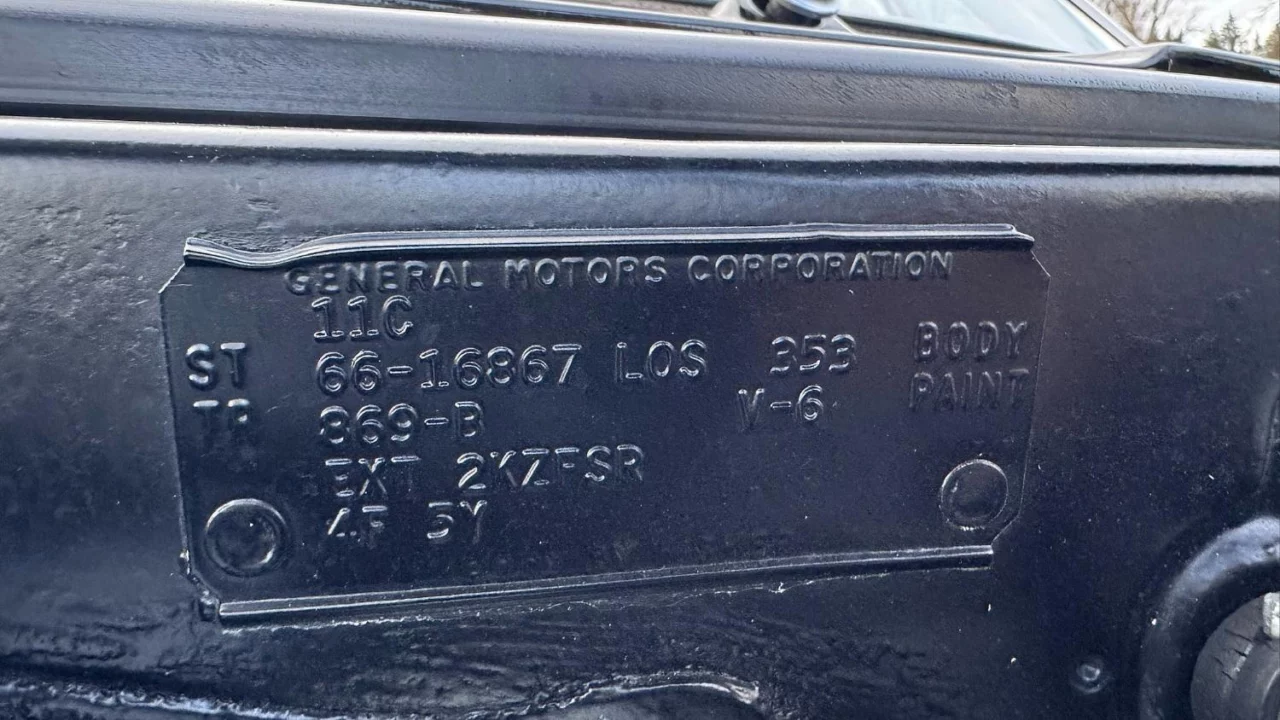 GENERAL MOTORS CORPORATION
11C
ST 66-16867 LOS 353 BODY
TR 869-B V-6 PAINT
EXT 2KZFSR
4F 5Y